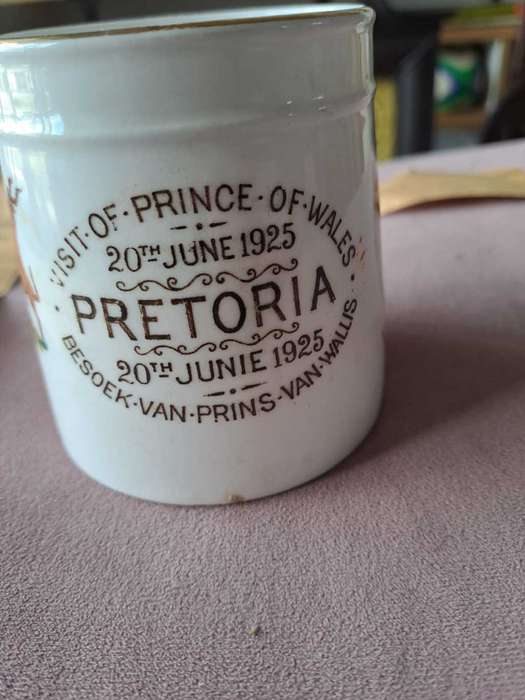 VISIT·OF·PRINCE·OF·WALES
20TH JUNE 1925
PRETORIA
20TH JUNIE 1925
BESOEK·VAN·PRINS·VAN·WALLIS